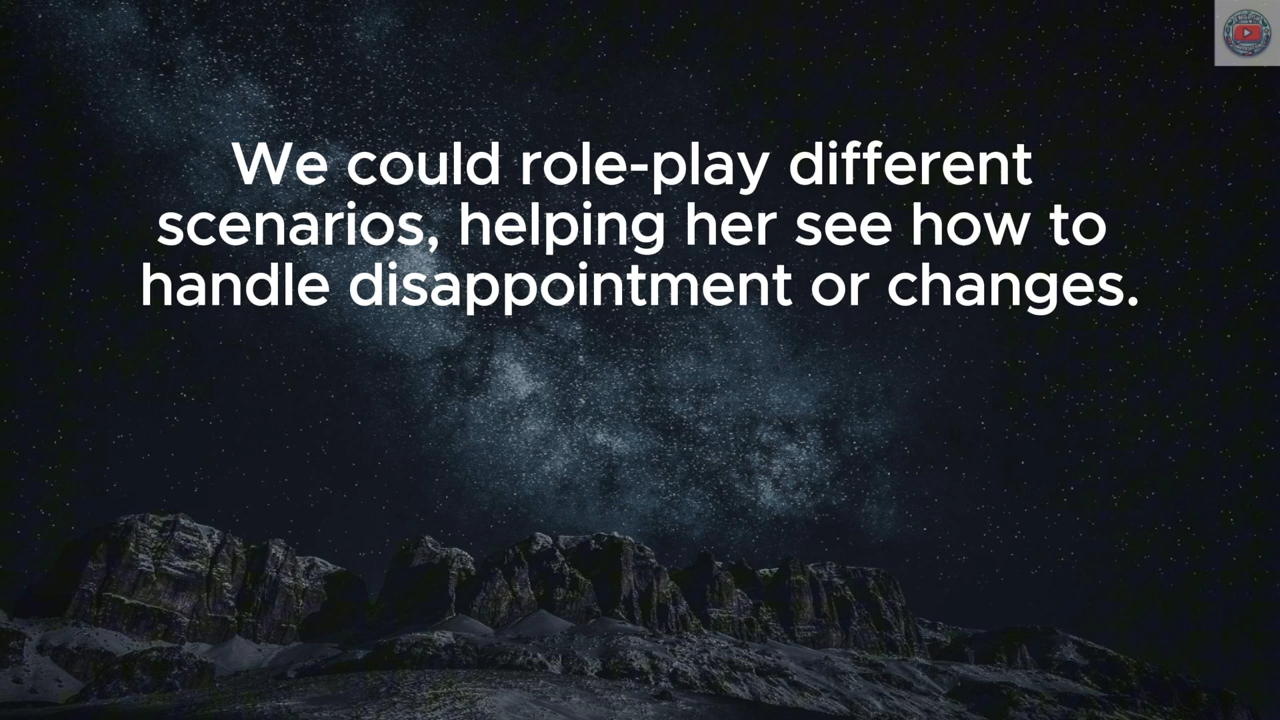 We could role-play different
scenarios, helping her see how to
handle disappointment or changes.